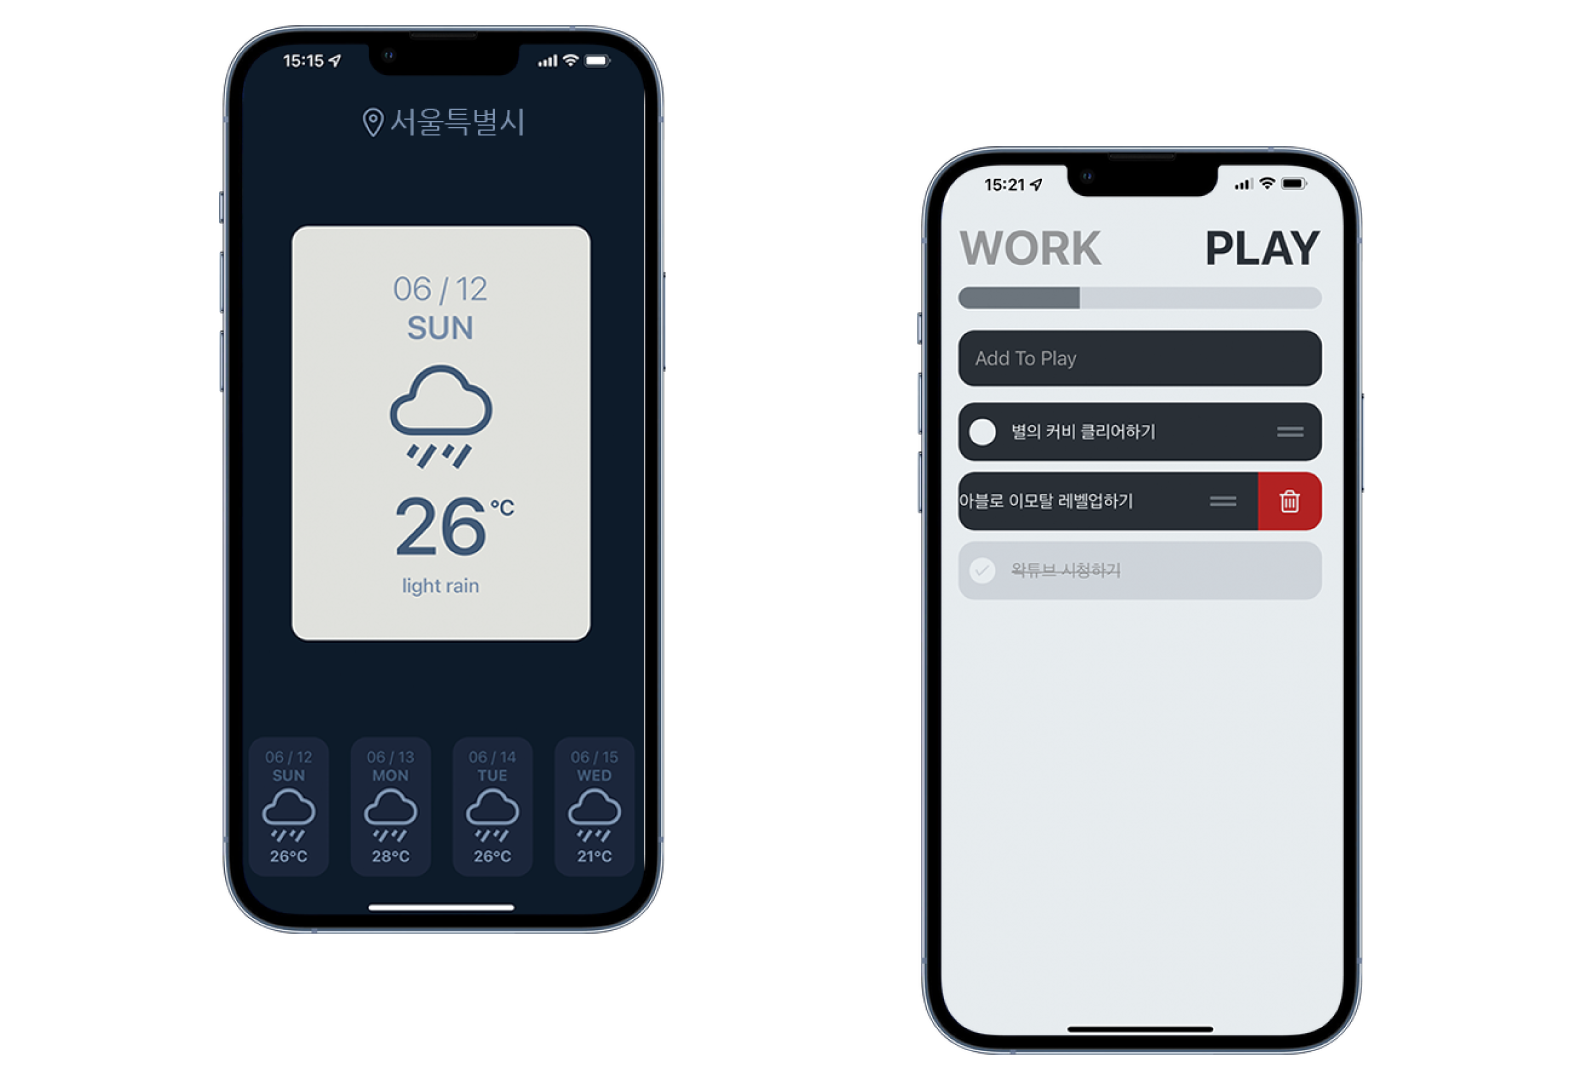 15:15
서울특별시
06 / 12
SUN
26°C
light rain
06 / 12
SUN
26°C
06 / 13
MON
28°C
06 / 14
TUE
26°C
06 / 15
WED
21°C
15:21
WORK
PLAY
Add To Play
별의 커비 클리어하기
아블로 이모탈 레벨업하기
왁튜브 시청하기